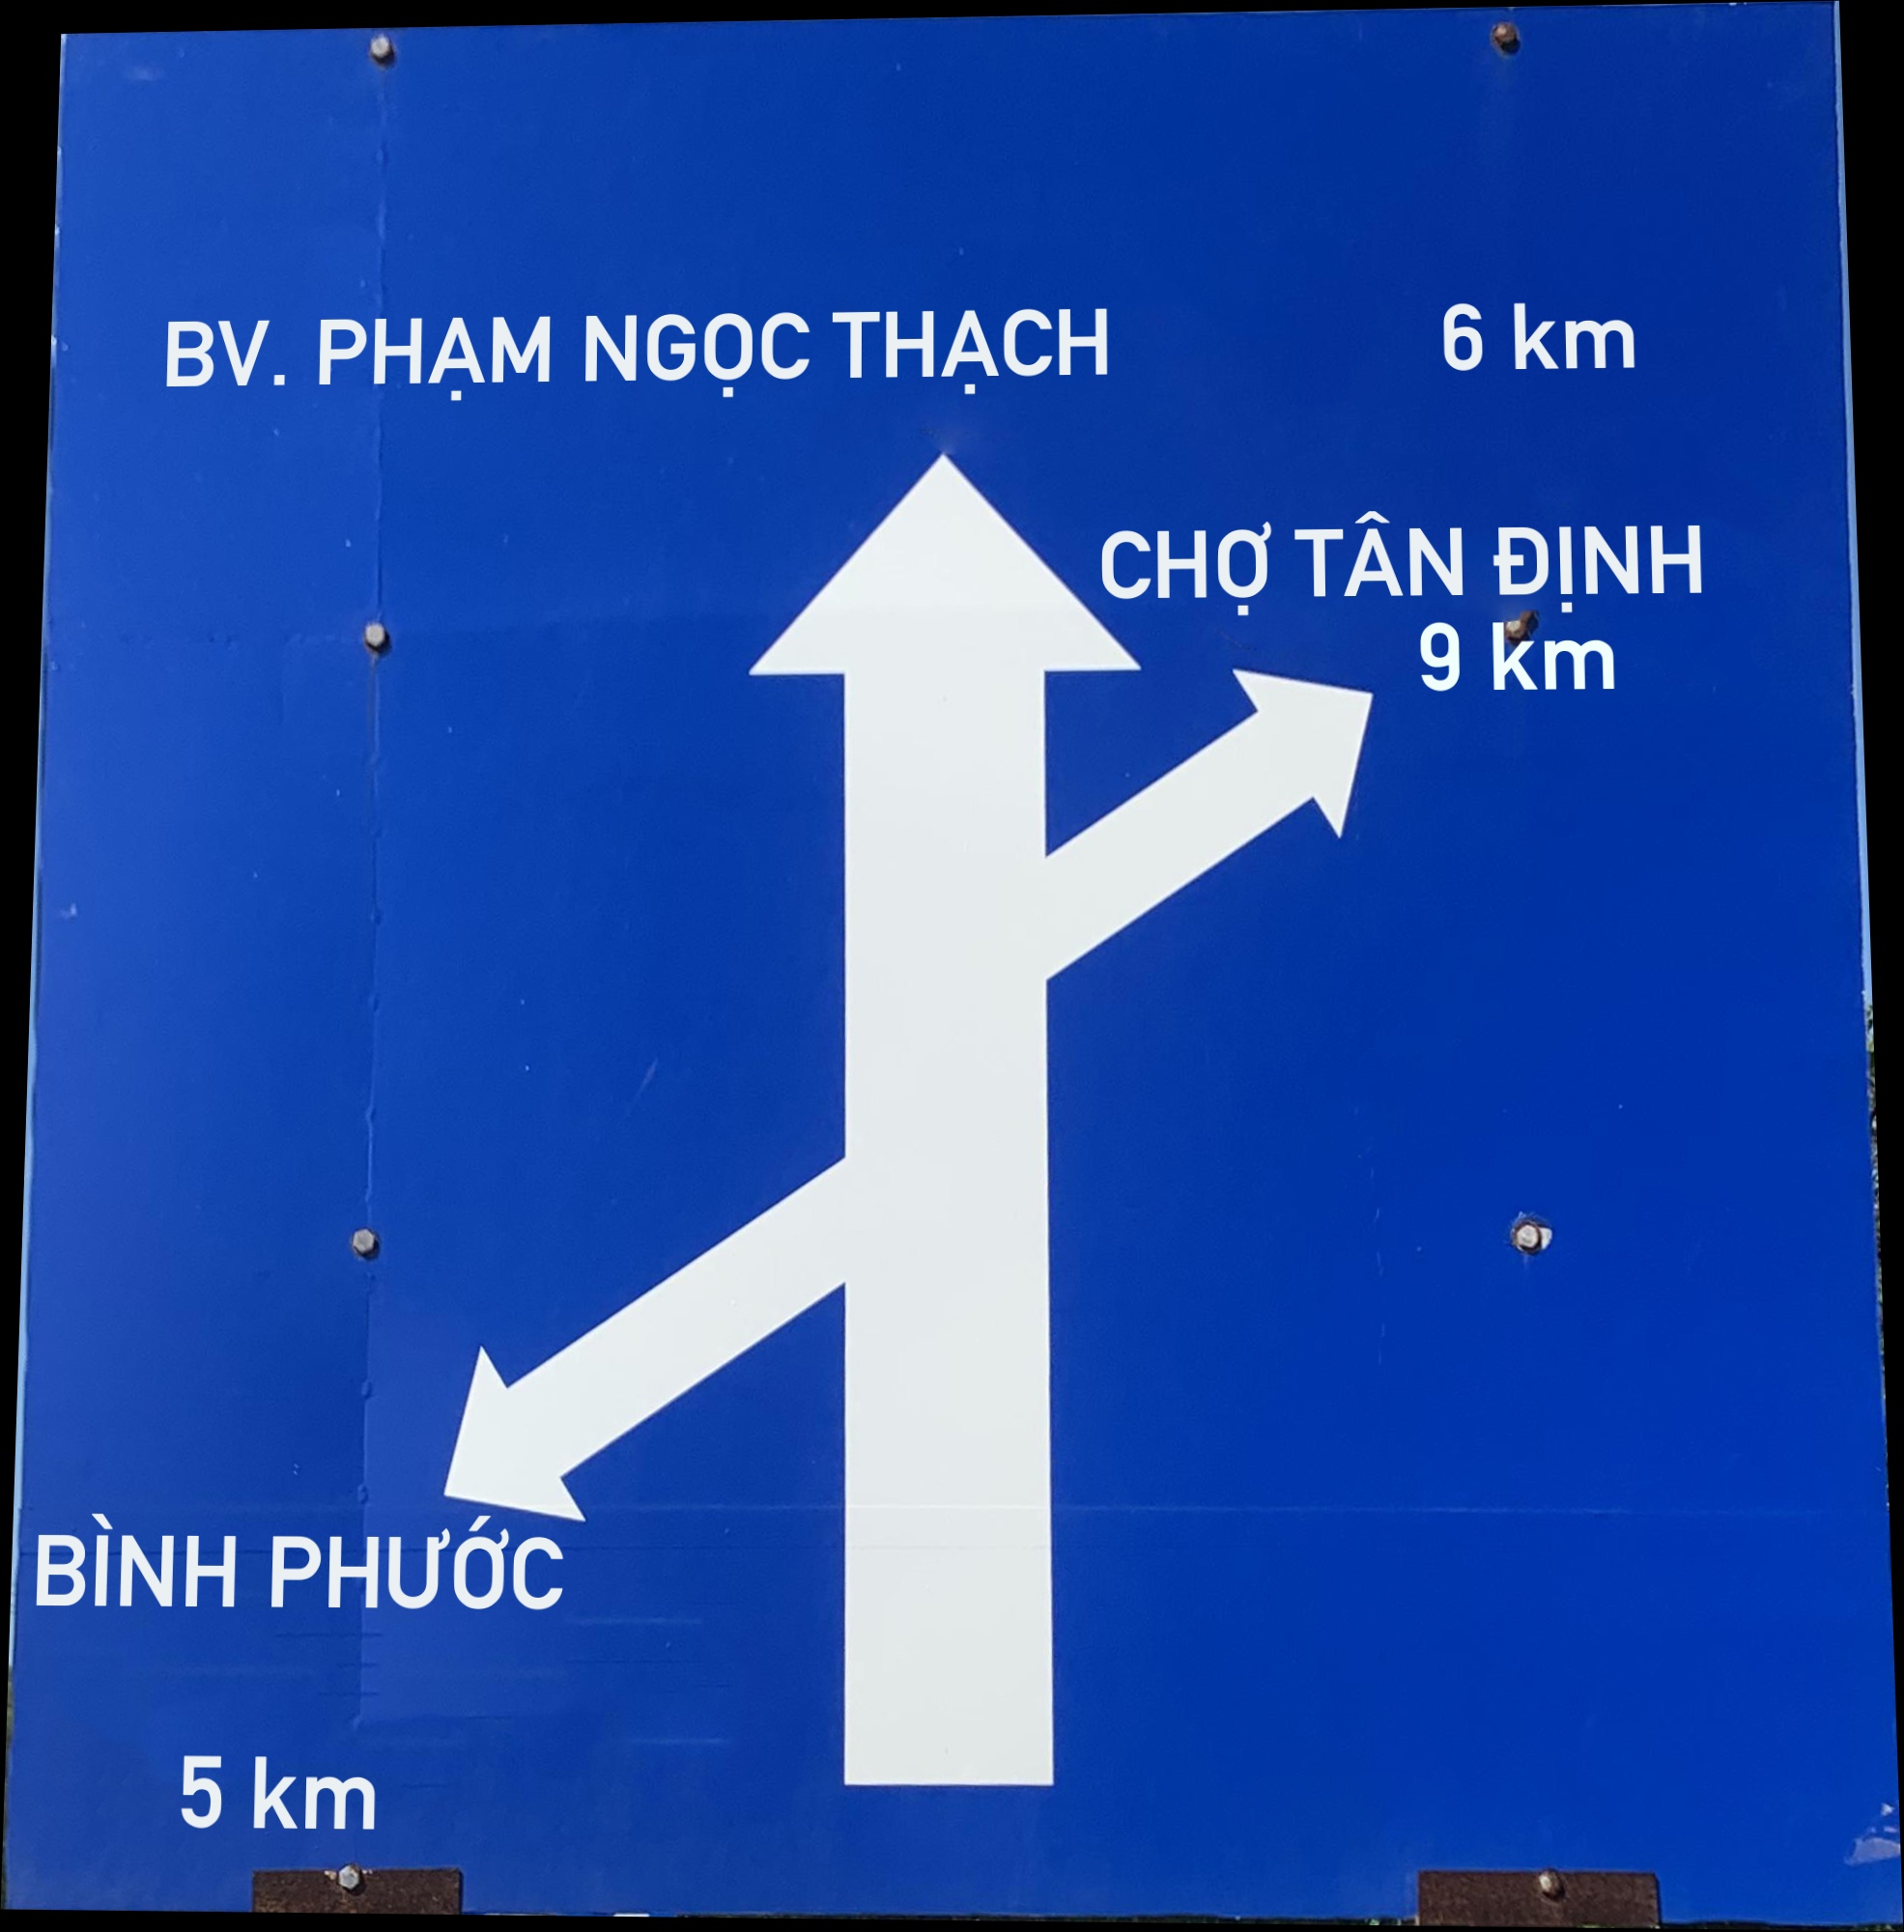 BV. PHẠM NGỌC THẠCH 6 km
CHỢ TÂN ĐỊNH
9 km
BÌNH PHƯỚC
5 km